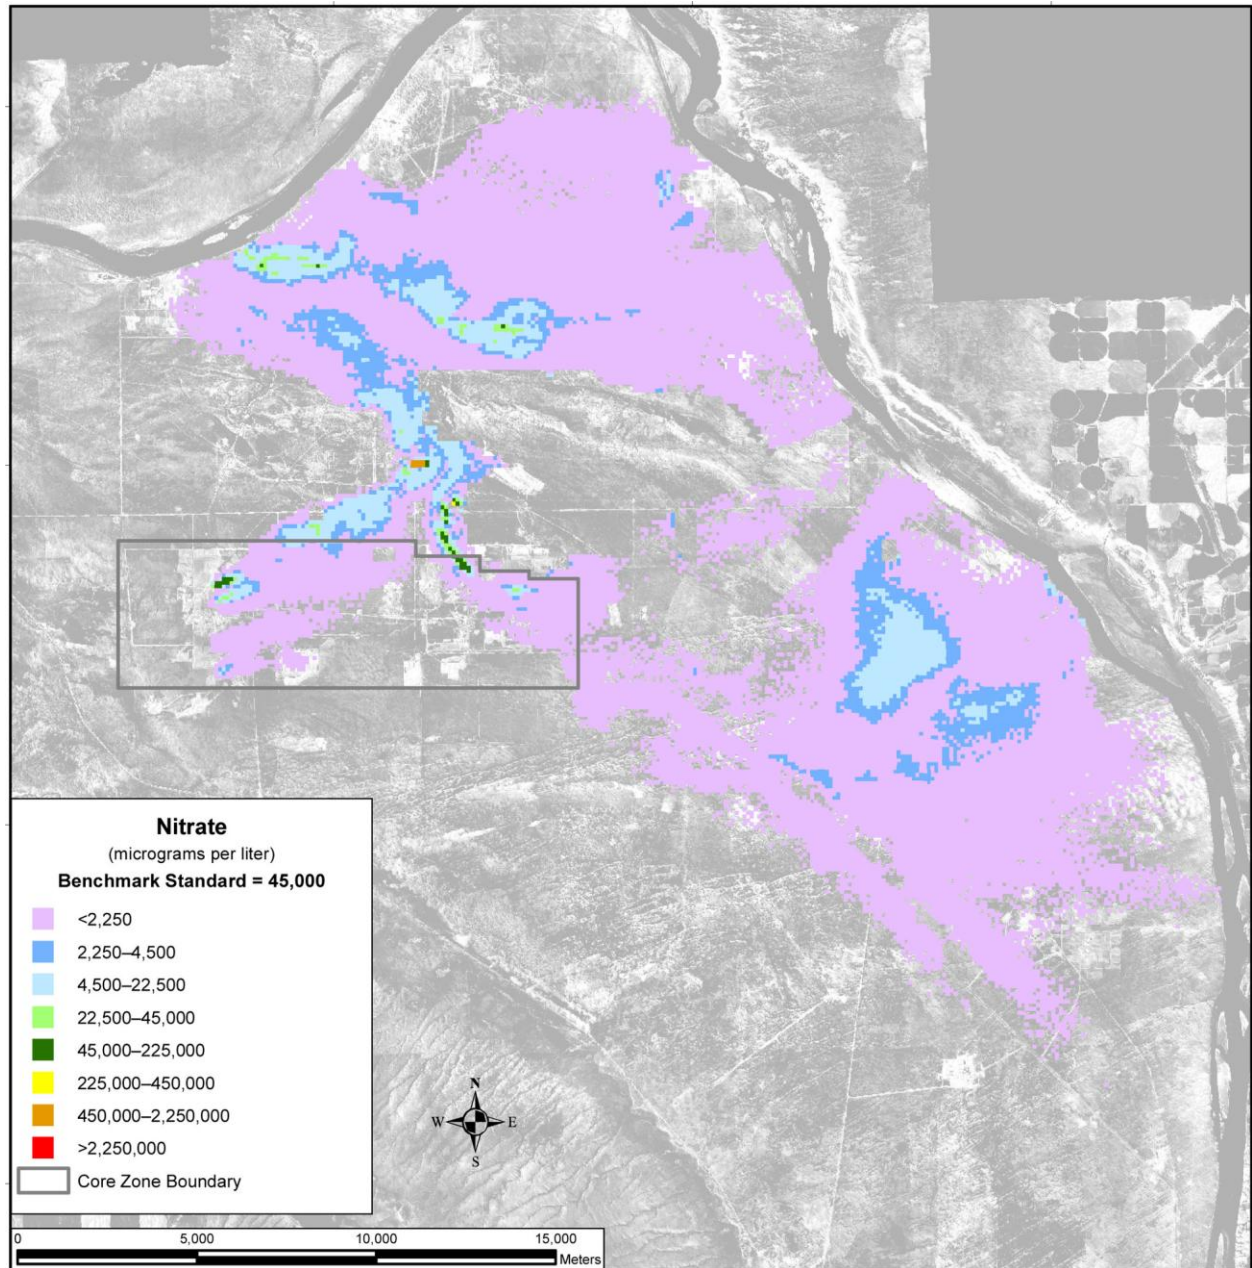 N
W E
S
Nitrate
(micrograms per liter)
Benchmark Standard = 45,000
<2,250
2,250–4,500
4,500–22,500
22,500–45,000
45,000–225,000
225,000–450,000
450,000–2,250,000
>2,250,000
Core Zone Boundary
0 5,000 10,000 15,000
Meters